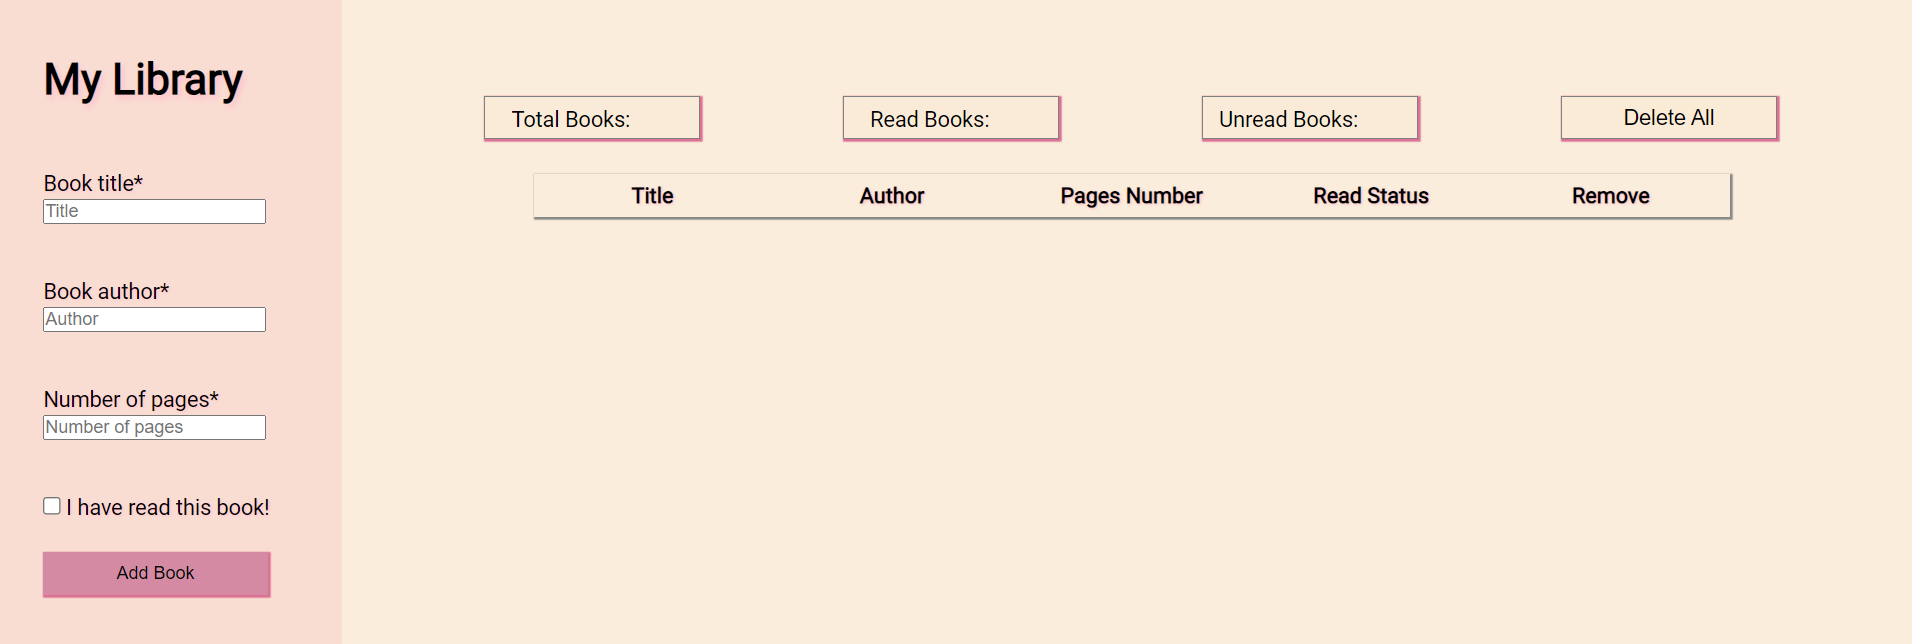 My Library
Book title*
Title
Book author*
Author
Number of pages*
Number of pages
I have read this book!
Add Book
Total Books:
Read Books:
Unread Books:
Delete All
Title Author Pages Number Read Status Remove